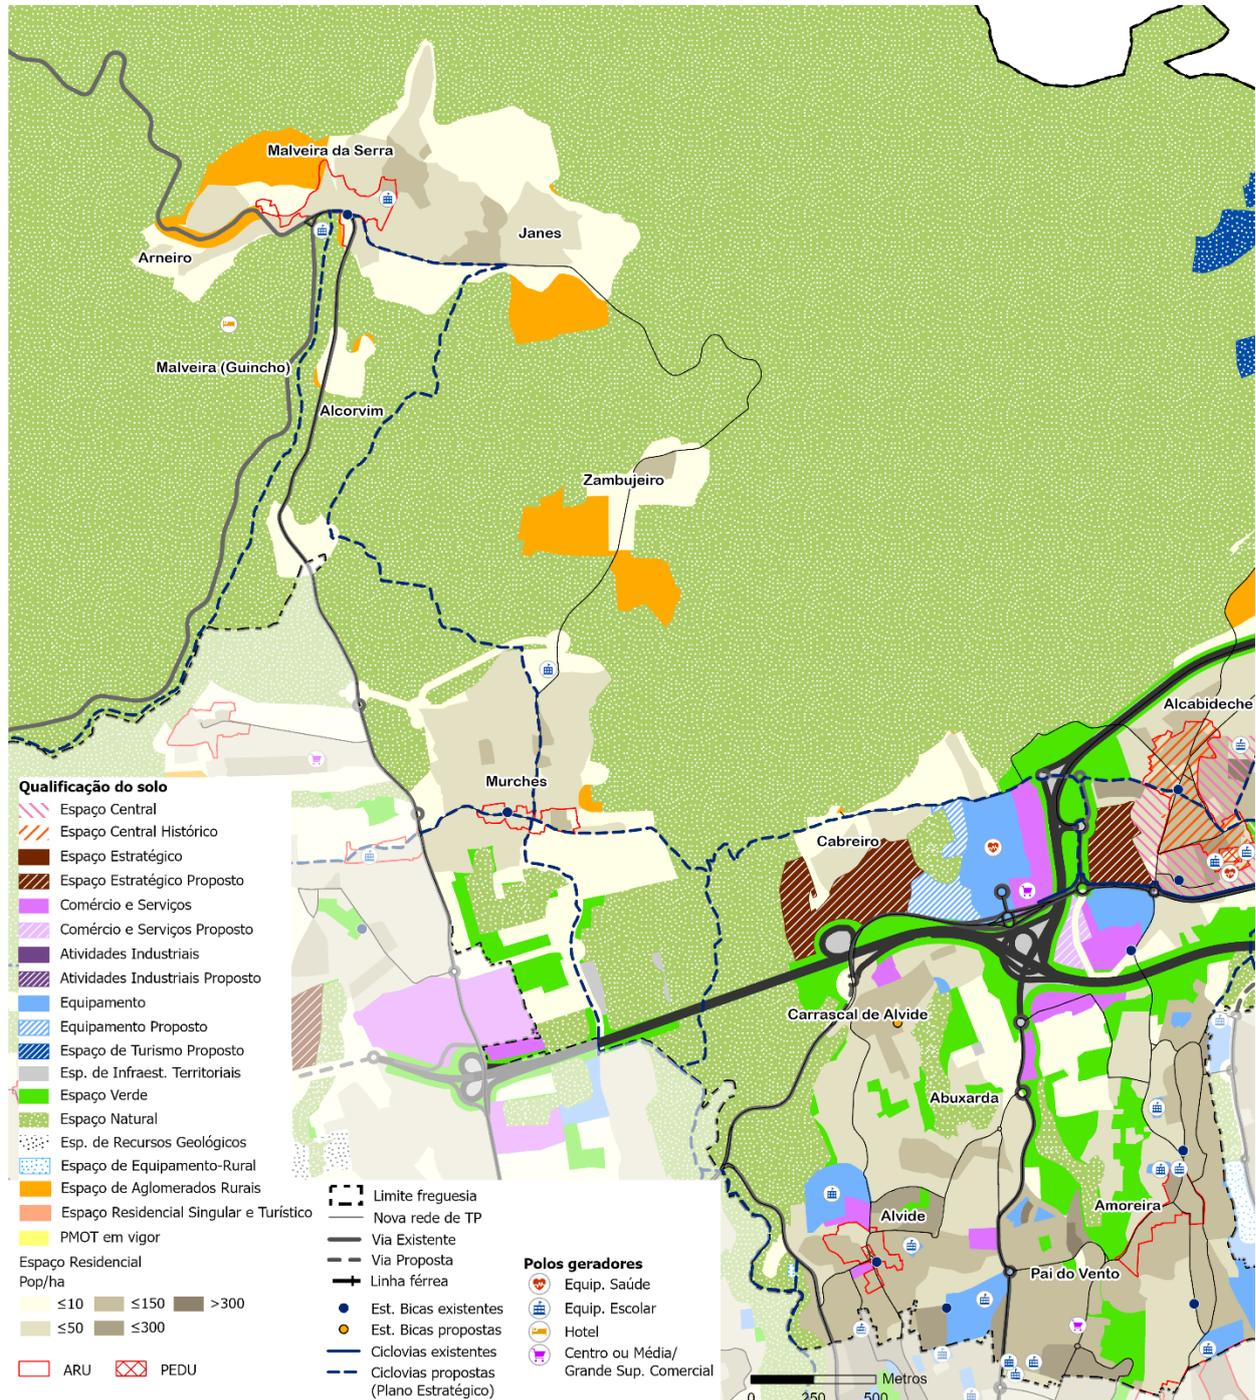 Malveira da Serra
Janes
Arneiro
Malveira (Guincho)
Alcorvim
Zambujeiro
Alcabideche
Murches
Cabreiro
Carrascal de Alvide
Abuxarda
Alvide
Amoreira
Pai do Vento
Qualificação do solo
Espaço Central
Espaço Central Histórico
Espaço Estratégico
Espaço Estratégico Proposto
Comércio e Serviços
Comércio e Serviços Proposto
Atividades Industriais
Atividades Industriais Proposto
Equipamento
Equipamento Proposto
Espaço de Turismo Proposto
Esp. de Infraest. Territoriais
Espaço Verde
Espaço Natural
Esp. de Recursos Geológicos
Espaço de Equipamento-Rural
Espaço de Aglomerados Rurais
Espaço Residencial Singular e Turístico
PMOT em vigor
Espaço Residencial
Pop/ha
≤10 ≤150 >300
≤50 ≤300
ARU PEDU
Limite freguesia
Nova rede de TP
Via Existente
Via Proposta
Linha férrea
Est. Bicas existentes
Est. Bicas propostas
Ciclovias existentes
Ciclovias propostas
(Plano Estratégico)
Polos geradores
Equip. Saúde
Equip. Escolar
Hotel
Centro ou Média/
Grande Sup. Comercial
Metros
0 250 500